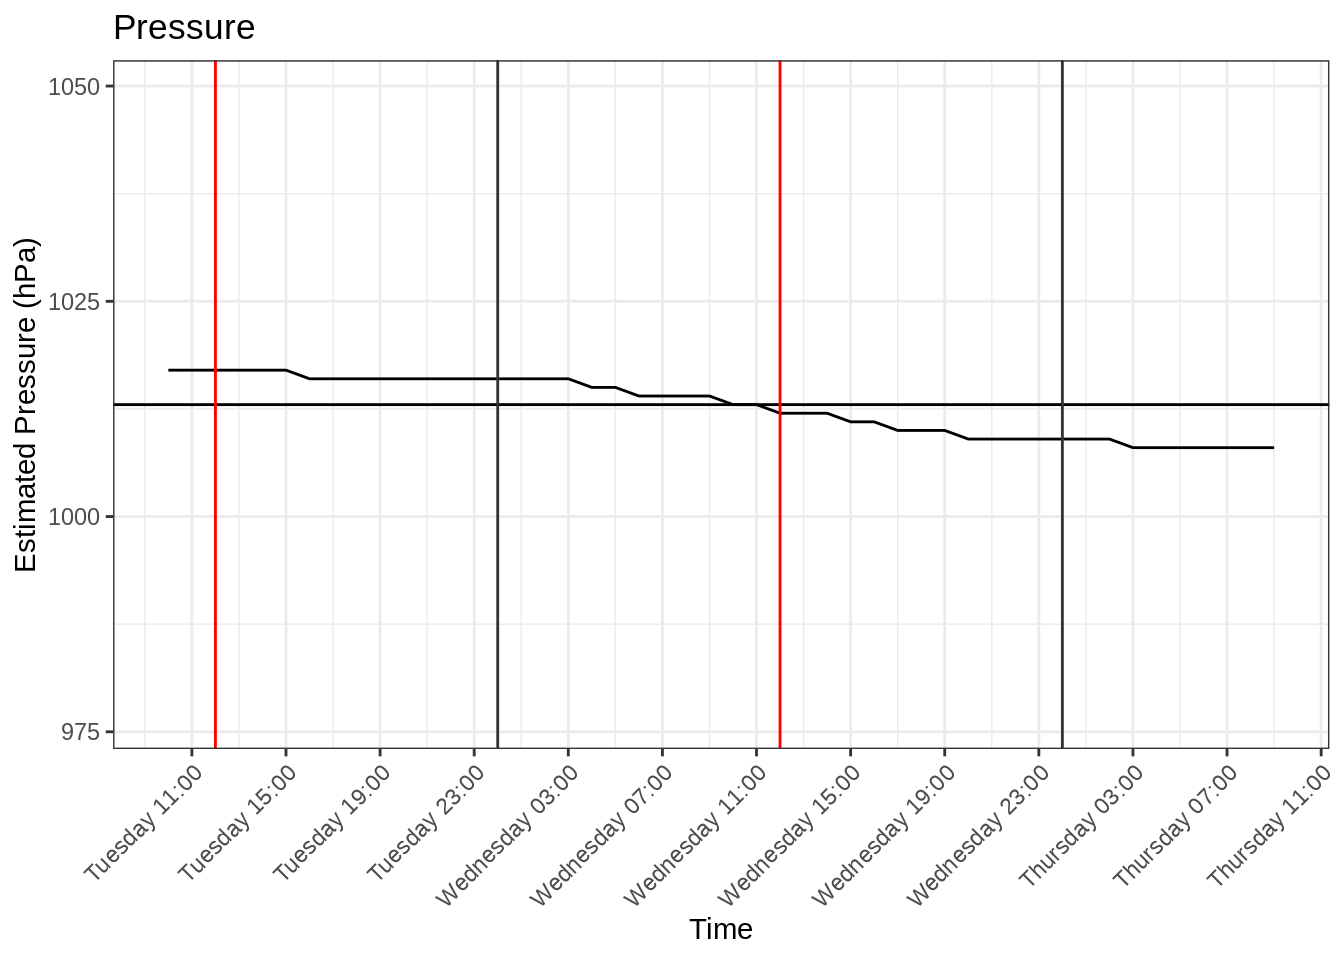 Pressure
Estimated Pressure (hPa)
1050
1025
1000
975
Tuesday 11:00
Tuesday 15:00
Tuesday 19:00
Tuesday 23:00
Wednesday 03:00
Wednesday 07:00
Wednesday 11:00
Wednesday 15:00
Wednesday 19:00
Wednesday 23:00
Thursday 03:00
Thursday 07:00
Thursday 11:00
Time